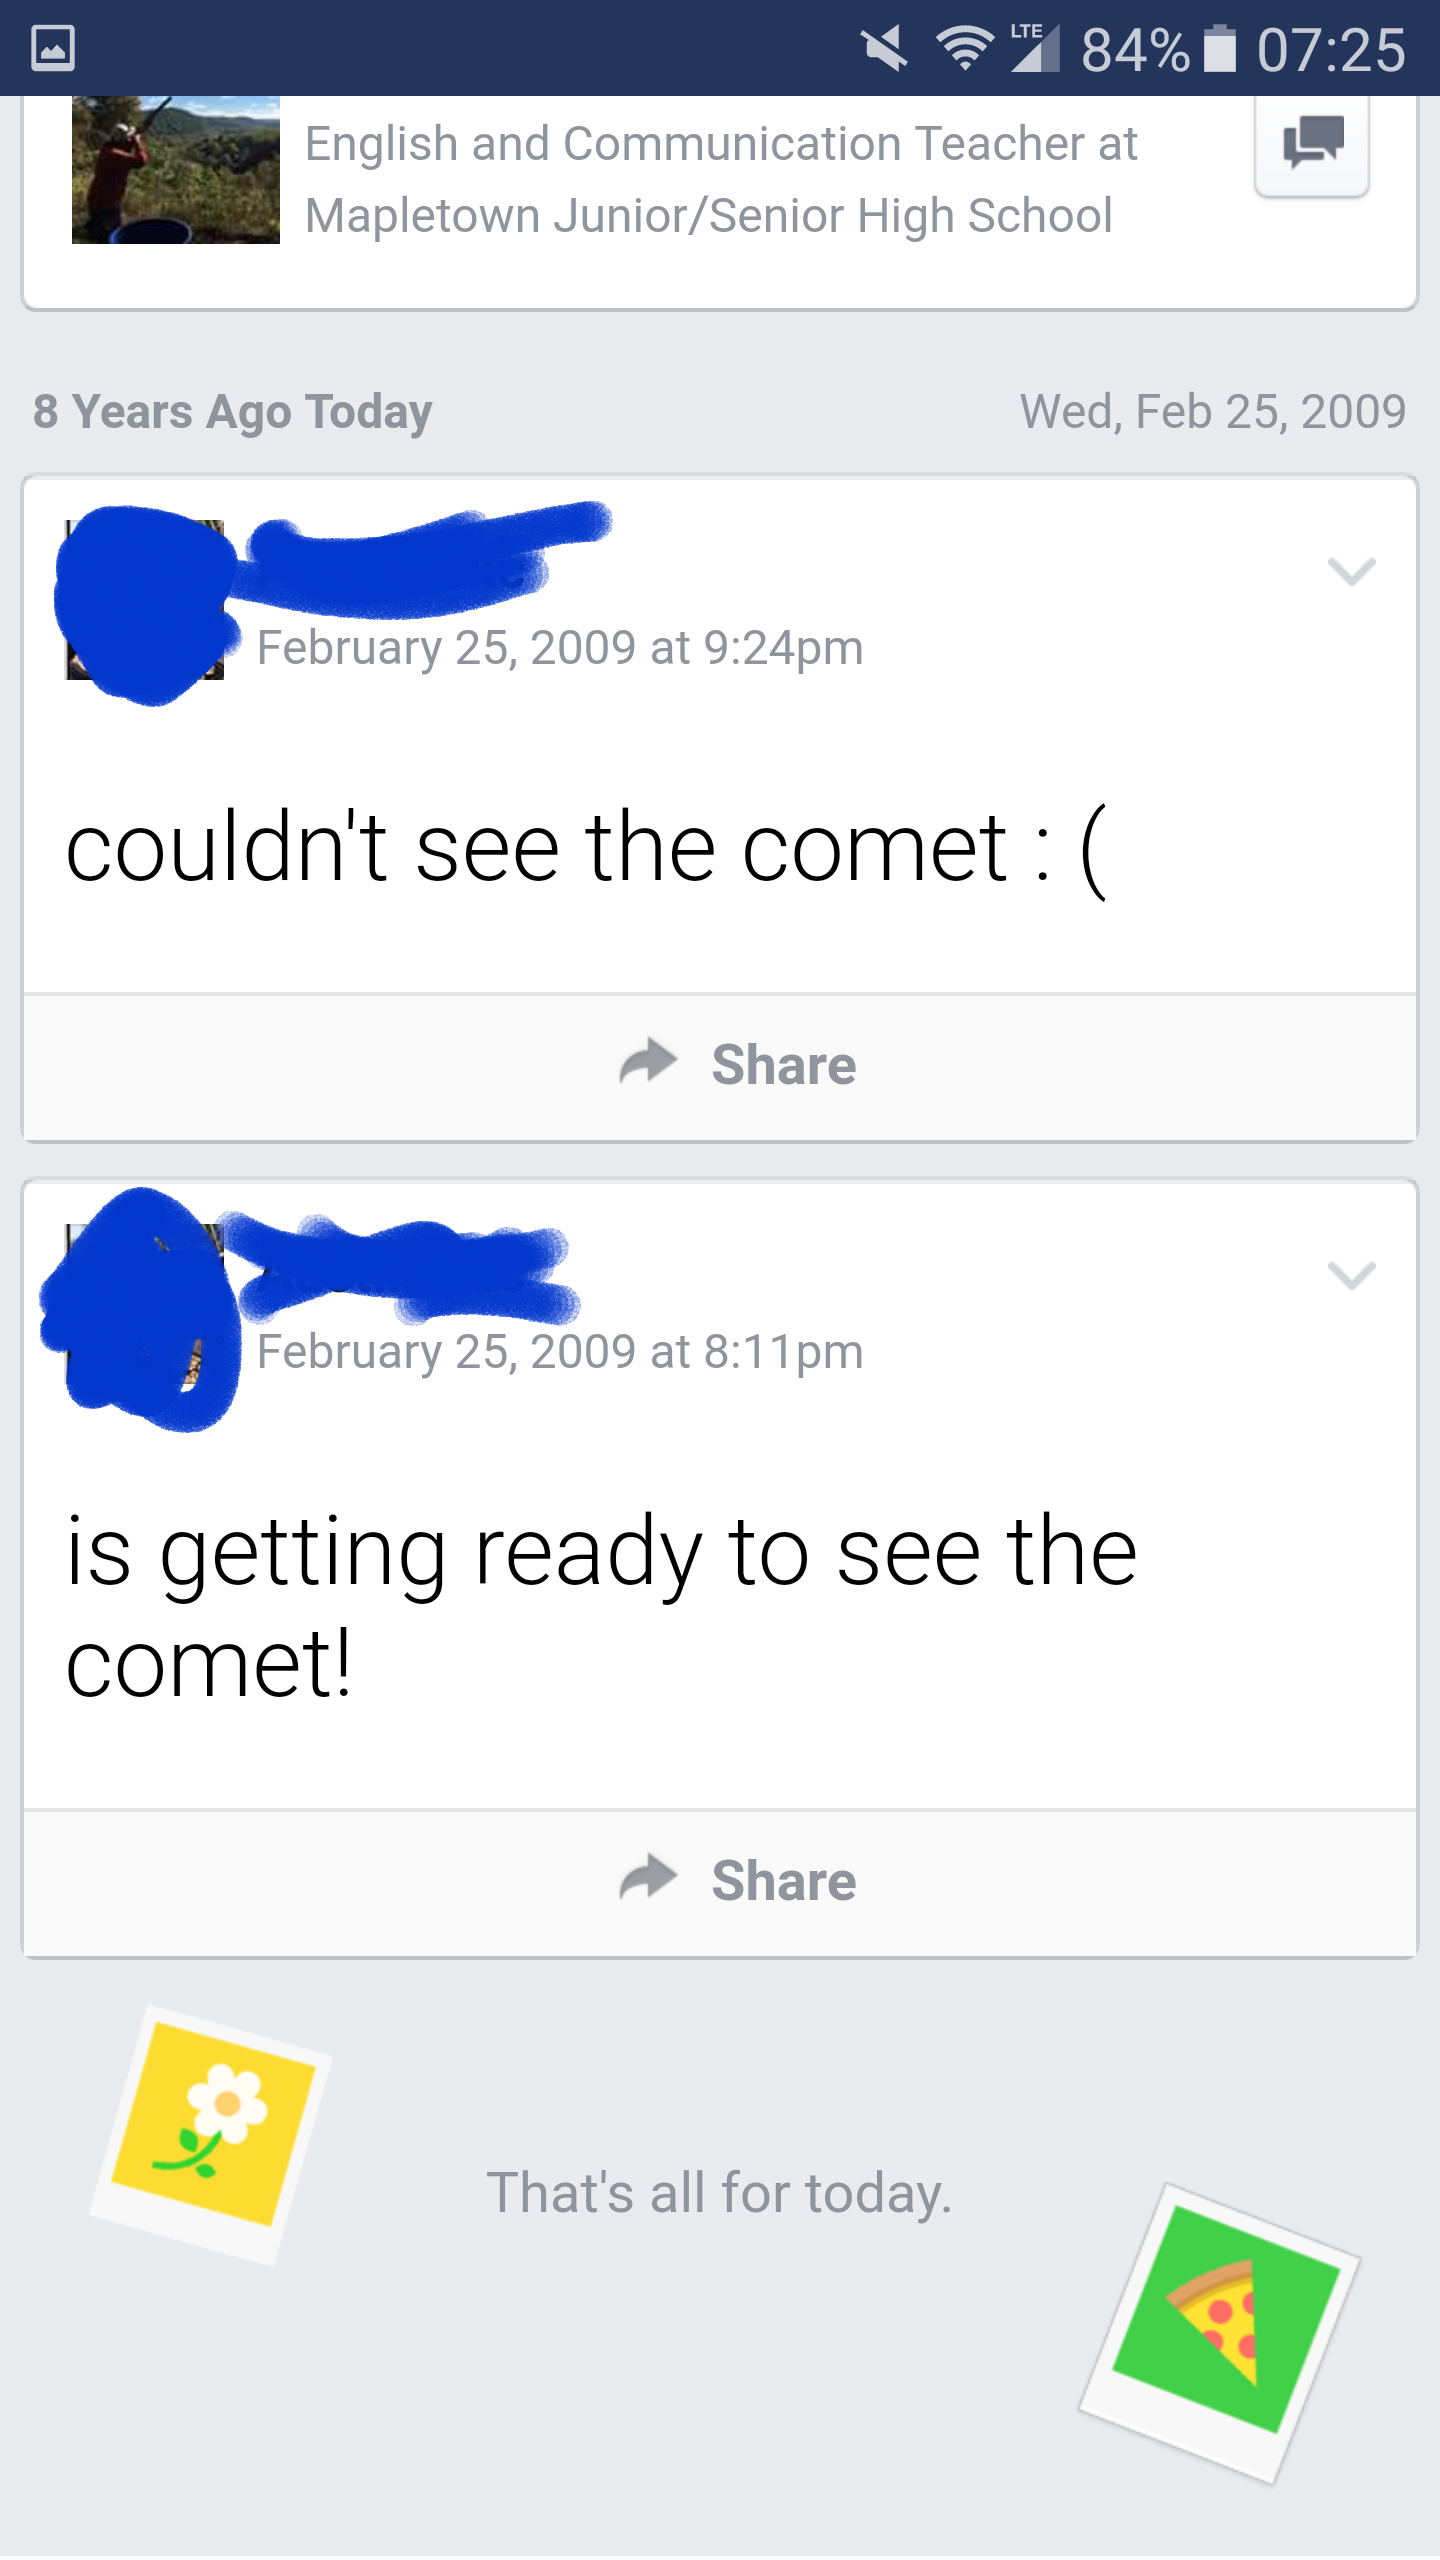 LTE 84% 07:25
English and Communication Teacher at
Mapletown Junior/Senior High School
8 Years Ago Today Wed, Feb 25, 2009
February 25, 2009 at 9:24pm
couldn't see the comet : (
Share
February 25, 2009 at 8:11pm
is getting ready to see the
comet!
Share
That's all for today.